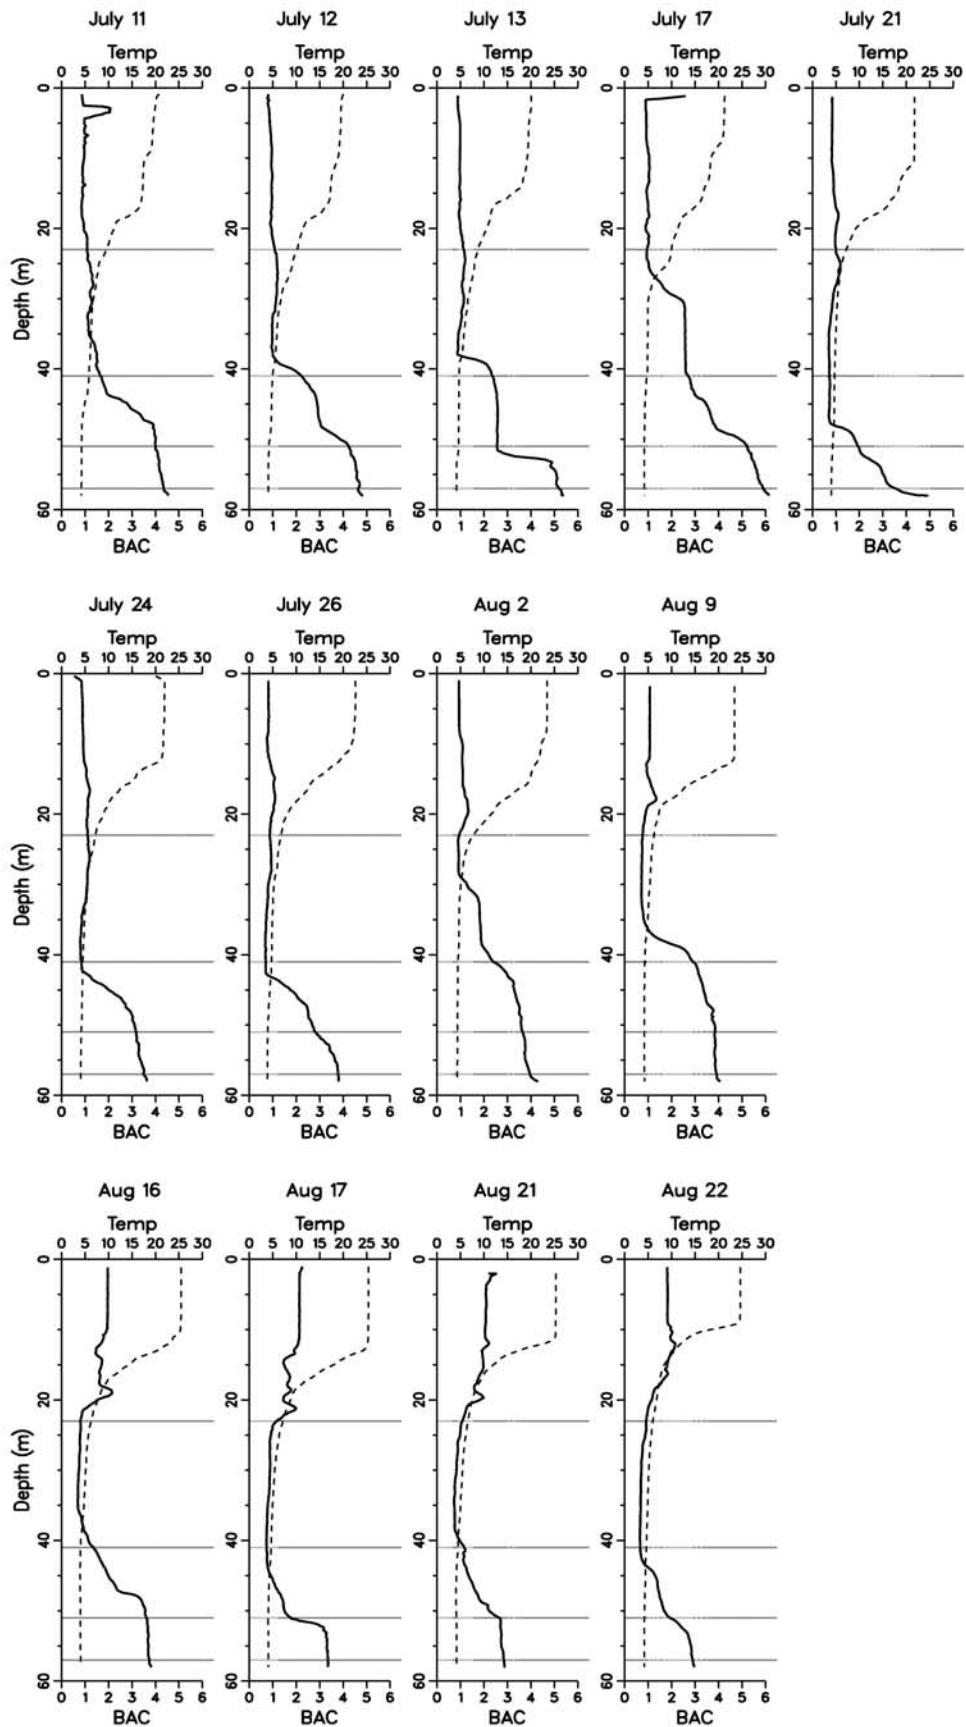 July 11 July 12 July 13 July 17 July 21
Temp Temp Temp Temp Temp
0 5 10 15 20 25 30 0 5 10 15 20 25 30 0 5 10 15 20 25 30 0 5 10 15 20 25 30 0 5 10 15 20 25 30
0 0 0 0 0
20 20 20 20 20
Depth (m)
40 40 40 40 40
60 60 60 60 60
0 1 2 3 4 5 6 0 1 2 3 4 5 6 0 1 2 3 4 5 6 0 1 2 3 4 5 6 0 1 2 3 4 5 6
BAC BAC BAC BAC BAC
July 24 July 26 Aug 2 Aug 9
Temp Temp Temp Temp
0 5 10 15 20 25 30 0 5 10 15 20 25 30 0 5 10 15 20 25 30 0 5 10 15 20 25 30
0 0 0 0
20 20 20 20
Depth (m)
40 40 40 40
60 60 60 60
0 1 2 3 4 5 6 0 1 2 3 4 5 6 0 1 2 3 4 5 6 0 1 2 3 4 5 6
BAC BAC BAC BAC
Aug 16 Aug 17 Aug 21 Aug 22
Temp Temp Temp Temp
0 5 10 15 20 25 30 0 5 10 15 20 25 30 0 5 10 15 20 25 30 0 5 10 15 20 25 30
0 0 0 0
20 20 20 20
Depth (m)
40 40 40 40
60 60 60 60
0 1 2 3 4 5 6 0 1 2 3 4 5 6 0 1 2 3 4 5 6 0 1 2 3 4 5 6
BAC BAC BAC BAC